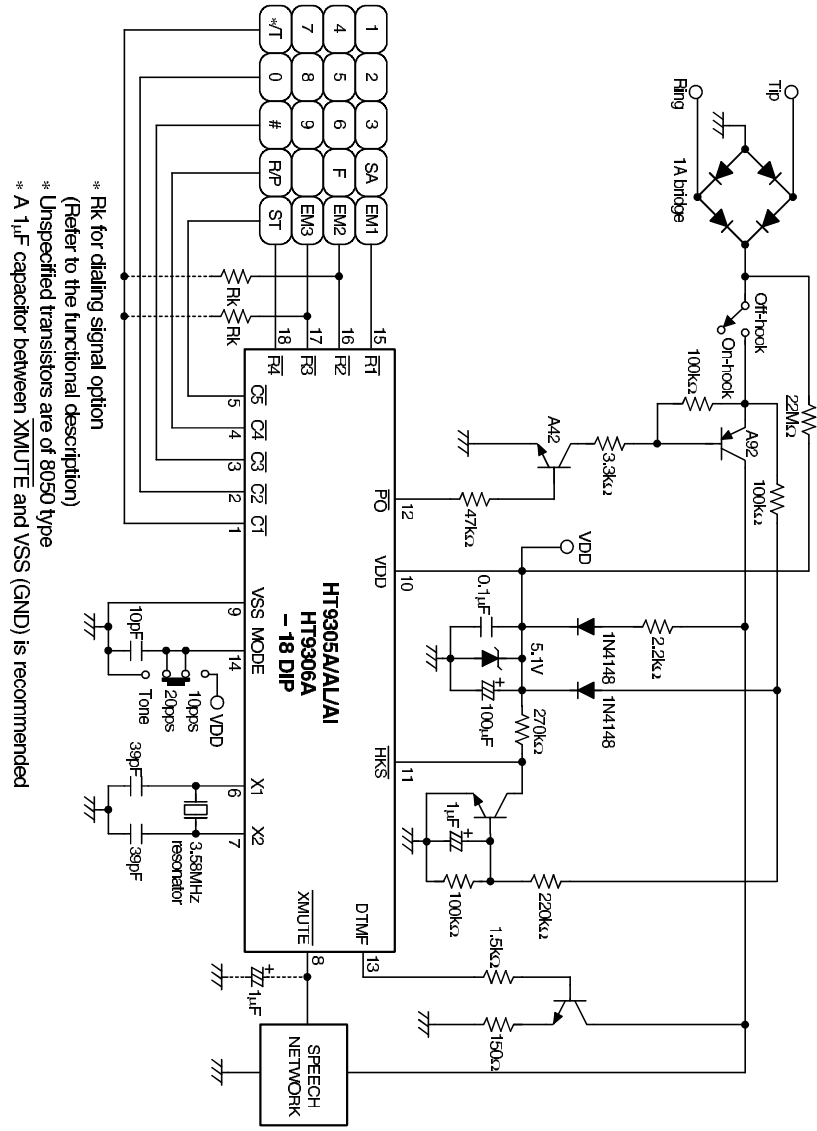 Tip
Ring
1A bridge
Off-hook
On-hook
22MΩ
100kΩ
A92
100kΩ
A42
3.3kΩ
47kΩ
VDD
0.1μF
5.1V
100μF
1N4148
2.2kΩ
1N4148
270kΩ
1μF
+
+
100kΩ
220kΩ
1.5kΩ
150Ω
1 2 3 SA EM1
4 5 6 F EM2
7 8 9 EM3
*/T 0 # R/P ST
Rk
Rk
15 16 17 18
R1 R2 R3 R4
C5 C4 C3 C2 C1
5 4 3 2 1
PO
12
VDD
10
HKS
11
DTMF
13
XMUTE
8
HT9305A/AL/AI
HT9306A
– 18 DIP
VSS MODE
9 14
X1 X2
6 7
10pF
VDD
10pps
20pps
Tone
39pF
39pF
3.58MHz
resonator
+
1μF
SPEECH
NETWORK
* Rk for dialing signal option
(Refer to the functional description)
* Unspecified transistors are of 8050 type
* A 1μF capacitor between XMUTE and VSS (GND) is recommended